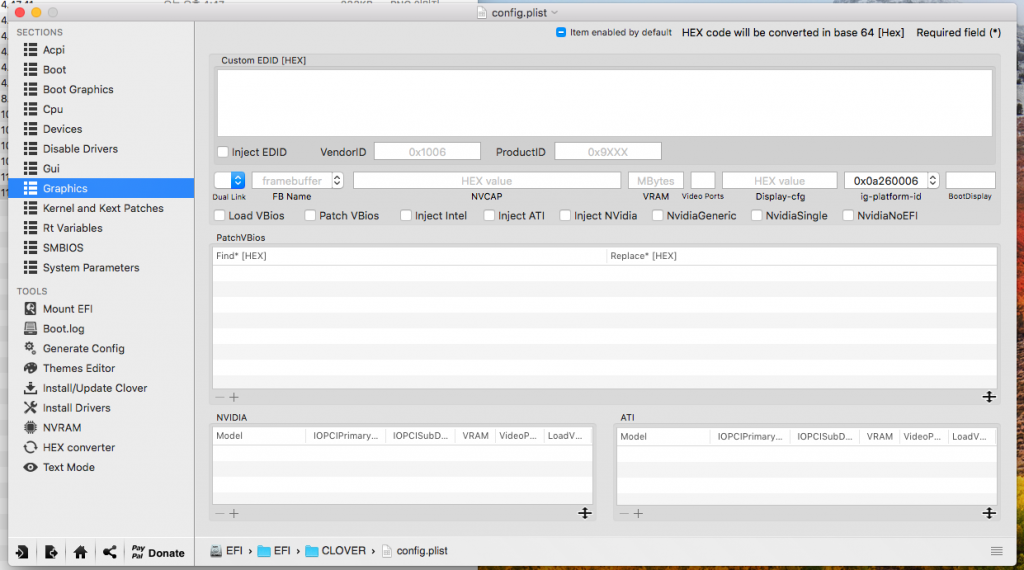 config.plist
SECTIONS
Acpi
Boot
Boot Graphics
Cpu
Devices
Disable Drivers
Gui
Graphics
Kernel and Kext Patches
Rt Variables
SMBIOS
System Parameters
TOOLS
Mount EFI
Boot.log
Generate Config
Themes Editor
Install/Update Clover
Install Drivers
NVRAM
HEX converter
Text Mode
Pay Pal Donate
Item enabled by default HEX code will be converted in base 64 [Hex] Required field (*)
Custom EDID [HEX]
Inject EDID VendorID 0x1006 ProductID 0x9XXX
framebuffer HEX value MBytes HEX value 0x0a260006
Dual Link FB Name NVCAP VRAM Video Ports Display-cfg ig-platform-id BootDisplay
Load VBios Patch VBios Inject Intel Inject ATI Inject NVidia NvidiaGeneric NvidiaSingle NvidiaNoEFI
PatchVBios
Find* [HEX] Replace* [HEX]
NVIDIA
Model IOPCIPrimary... IOPCISubD... VRAM VideoP... LoadV...
ATI
Model IOPCIPrimary... IOPCISubD... VRAM VideoP... LoadV...
EFI › EFI › CLOVER › config.plist